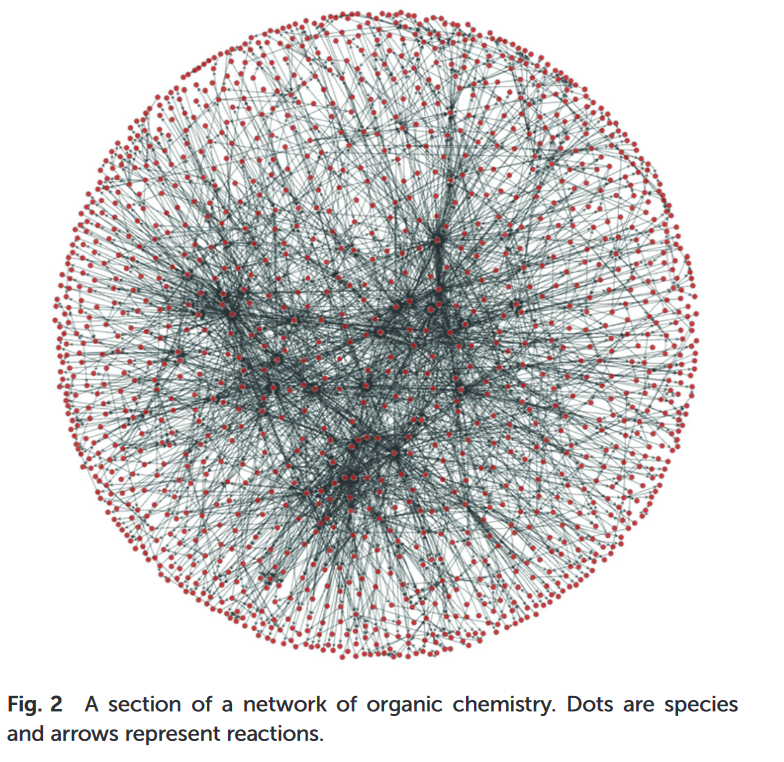 Fig. 2 A section of a network of organic chemistry. Dots are species
and arrows represent reactions.